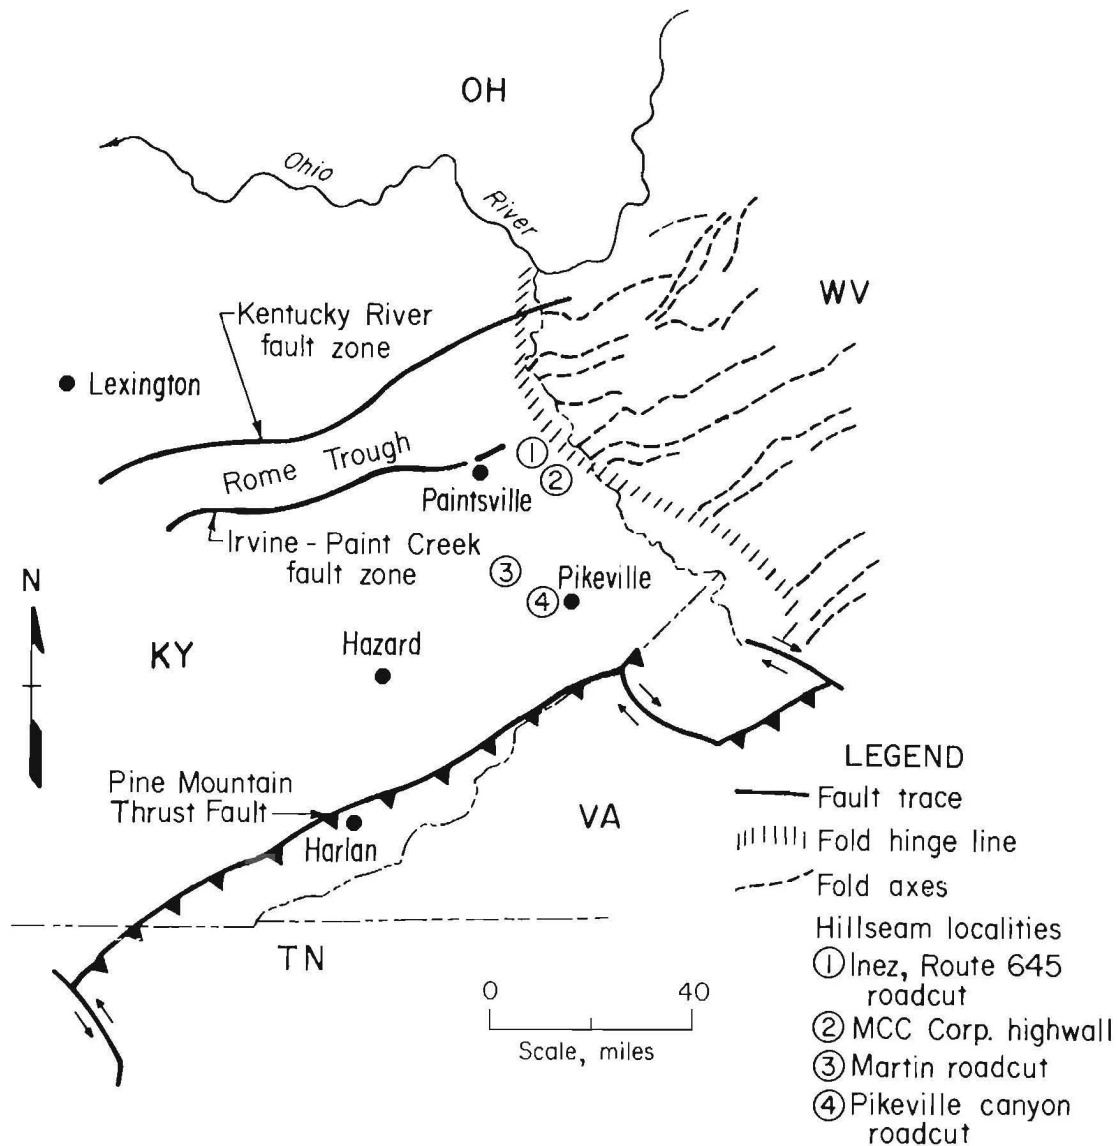 OH
Ohio
River
WV
Kentucky River
fault zone
Lexington
Rome Trough
①
②
Paintsville
Irvine - Paint Creek
fault zone
③
Pikeville
④
N
KY
Hazard
Pine Mountain
Thrust Fault
Harlan
VA
TN
0 40
Scale, miles
LEGEND
Fault trace
Fold hinge line
Fold axes
Hillseam localities
① Inez, Route 645
roadcut
② MCC Corp. highwall
③ Martin roadcut
④ Pikeville canyon
roadcut